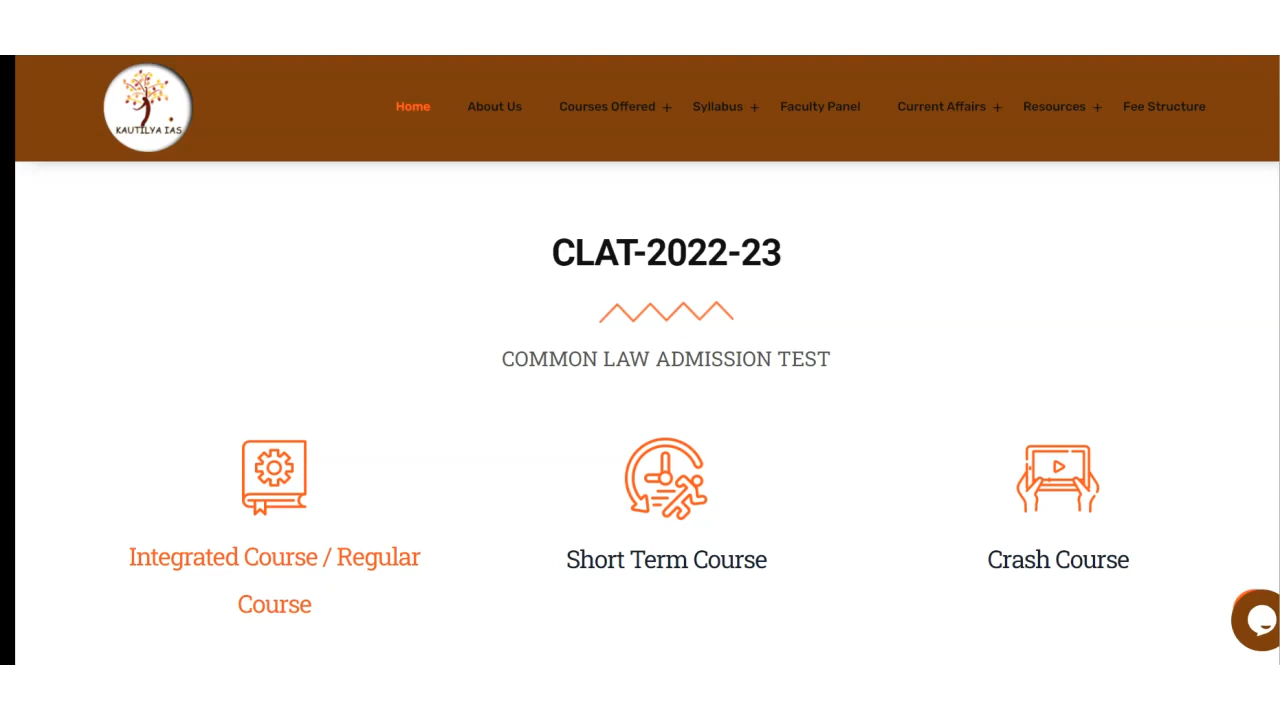 KAUTILYA IAS
Home About Us Courses Offered + Syllabus + Faculty Panel Current Affairs + Resources + Fee Structure
CLAT-2022-23
COMMON LAW ADMISSION TEST
Integrated Course / Regular
Course
Short Term Course
Crash Course